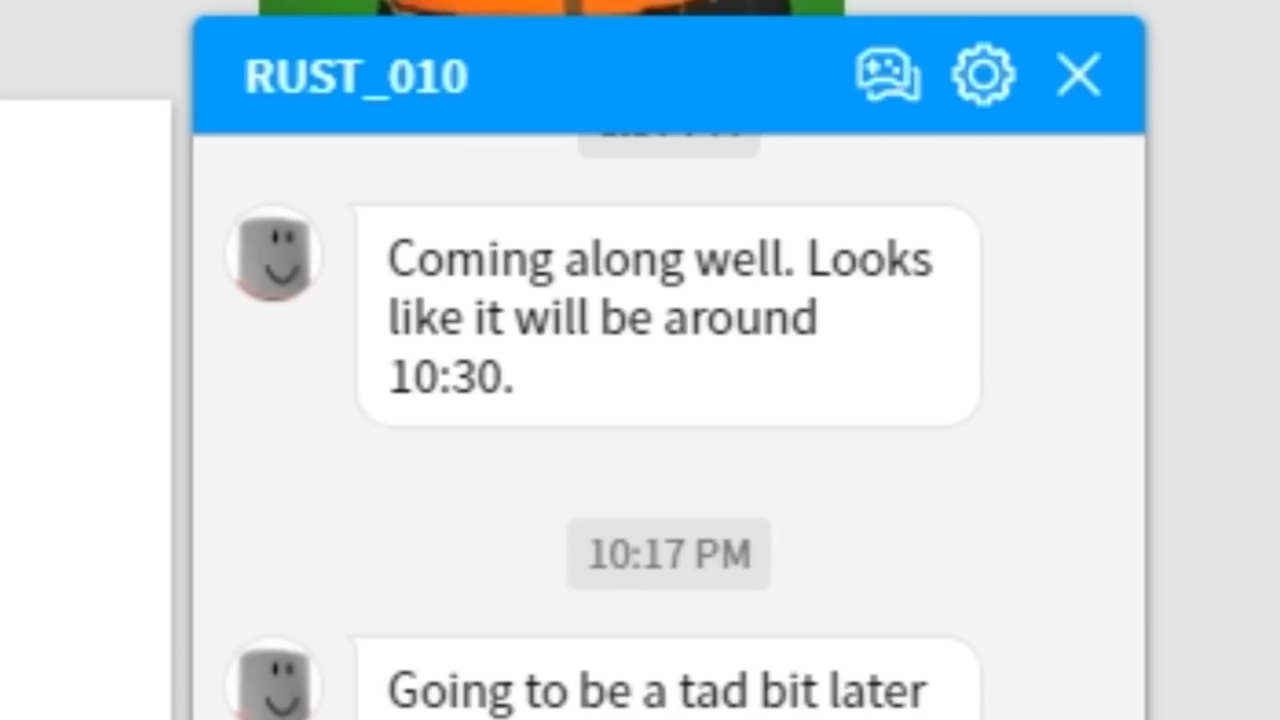 RUST_010
Coming along well. Looks
like it will be around
10:30.
10:17 PM
Going to be a tad bit later